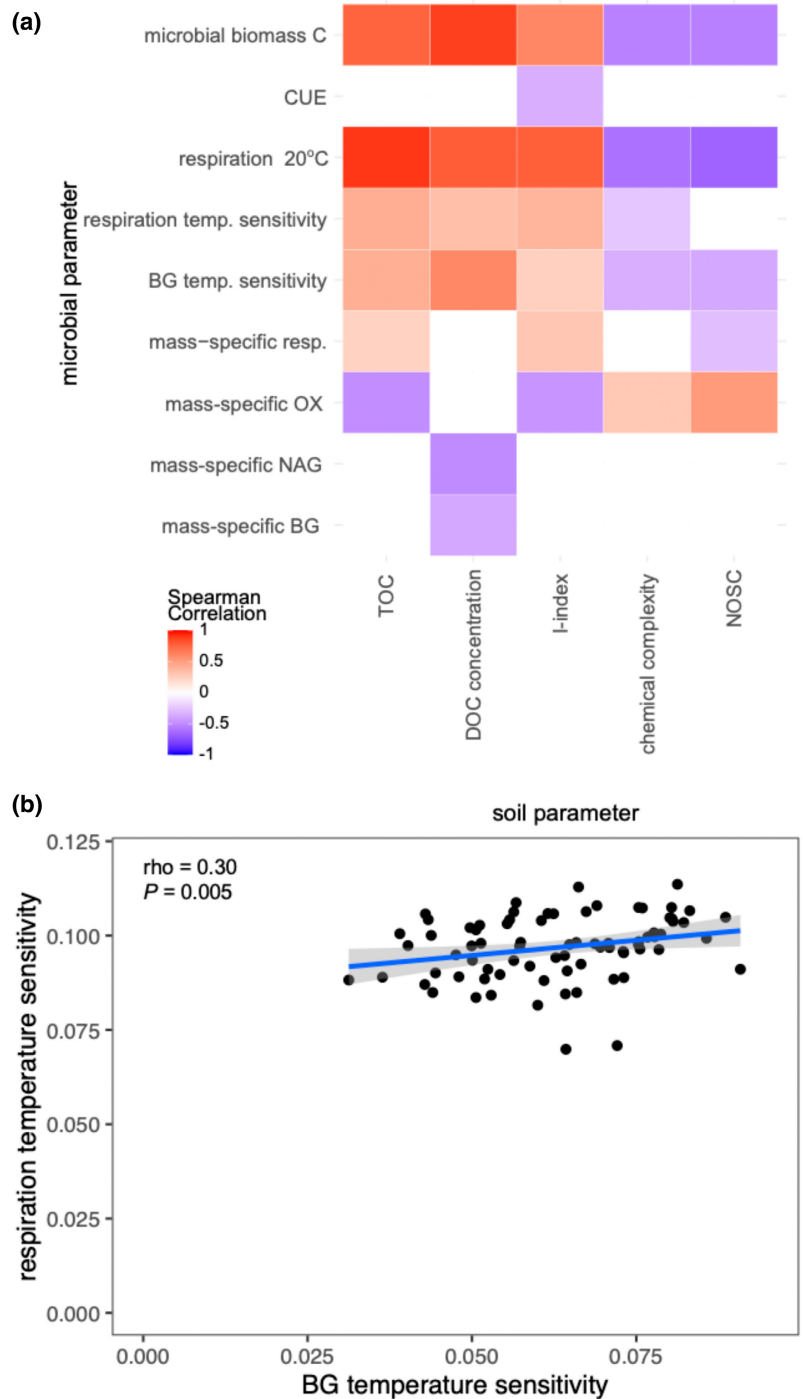 (a)
microbial biomass C
CUE
respiration 20°C
respiration temp. sensitivity
BG temp. sensitivity
mass−specific resp.
mass-specific OX
mass-specific NAG
mass-specific BG
microbial parameter
TOC
DOC concentration
I-index
chemical complexity
NOSC
Spearman
Correlation
1
0.5
0
-0.5
-1
soil parameter
(b)
rho = 0.30
P = 0.005
0.125
0.100
0.075
0.050
0.025
0.000
respiration temperature sensitivity
0.000 0.025 0.050 0.075
BG temperature sensitivity